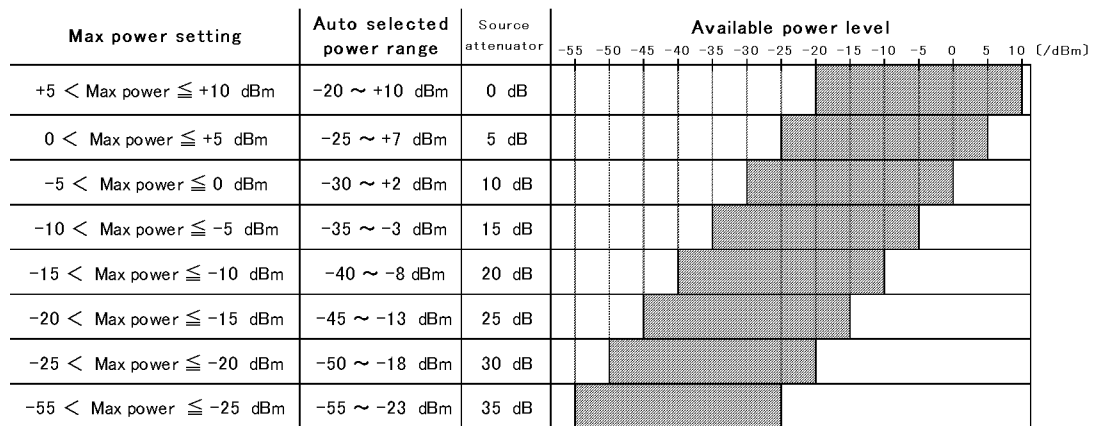 Max power setting
Auto selected
power range
Source
attenuator
Available power level
-55 -50 -45 -40 -35 -30 -25 -20 -15 -10 -5 0 5 10 [/dBm]
+5 < Max power ≦ +10 dBm -20 ~ +10 dBm 0 dB
0 < Max power ≦ +5 dBm -25 ~ +7 dBm 5 dB
-5 < Max power ≦ 0 dBm -30 ~ +2 dBm 10 dB
-10 < Max power ≦ -5 dBm -35 ~ -3 dBm 15 dB
-15 < Max power ≦ -10 dBm -40 ~ -8 dBm 20 dB
-20 < Max power ≦ -15 dBm -45 ~ -13 dBm 25 dB
-25 < Max power ≦ -20 dBm -50 ~ -18 dBm 30 dB
-55 < Max power ≦ -25 dBm -55 ~ -23 dBm 35 dB